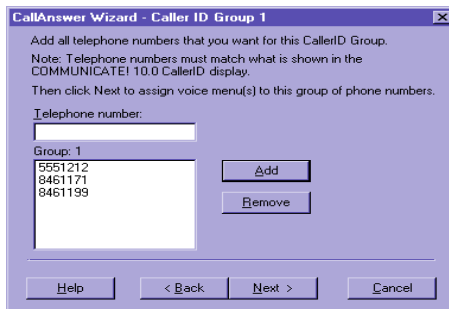 CallAnswer Wizard - Caller ID Group 1
Add all telephone numbers that you want for this CallerID Group.
Note: Telephone numbers must match what is shown in the
COMMUNICATE! 10.0 CallerID display.
Then click Next to assign voice menu(s) to this group of phone numbers.
Telephone number:
Group: 1
5551212
8461171
8461199
Add
Remove
Help
< Back
Next >
Cancel